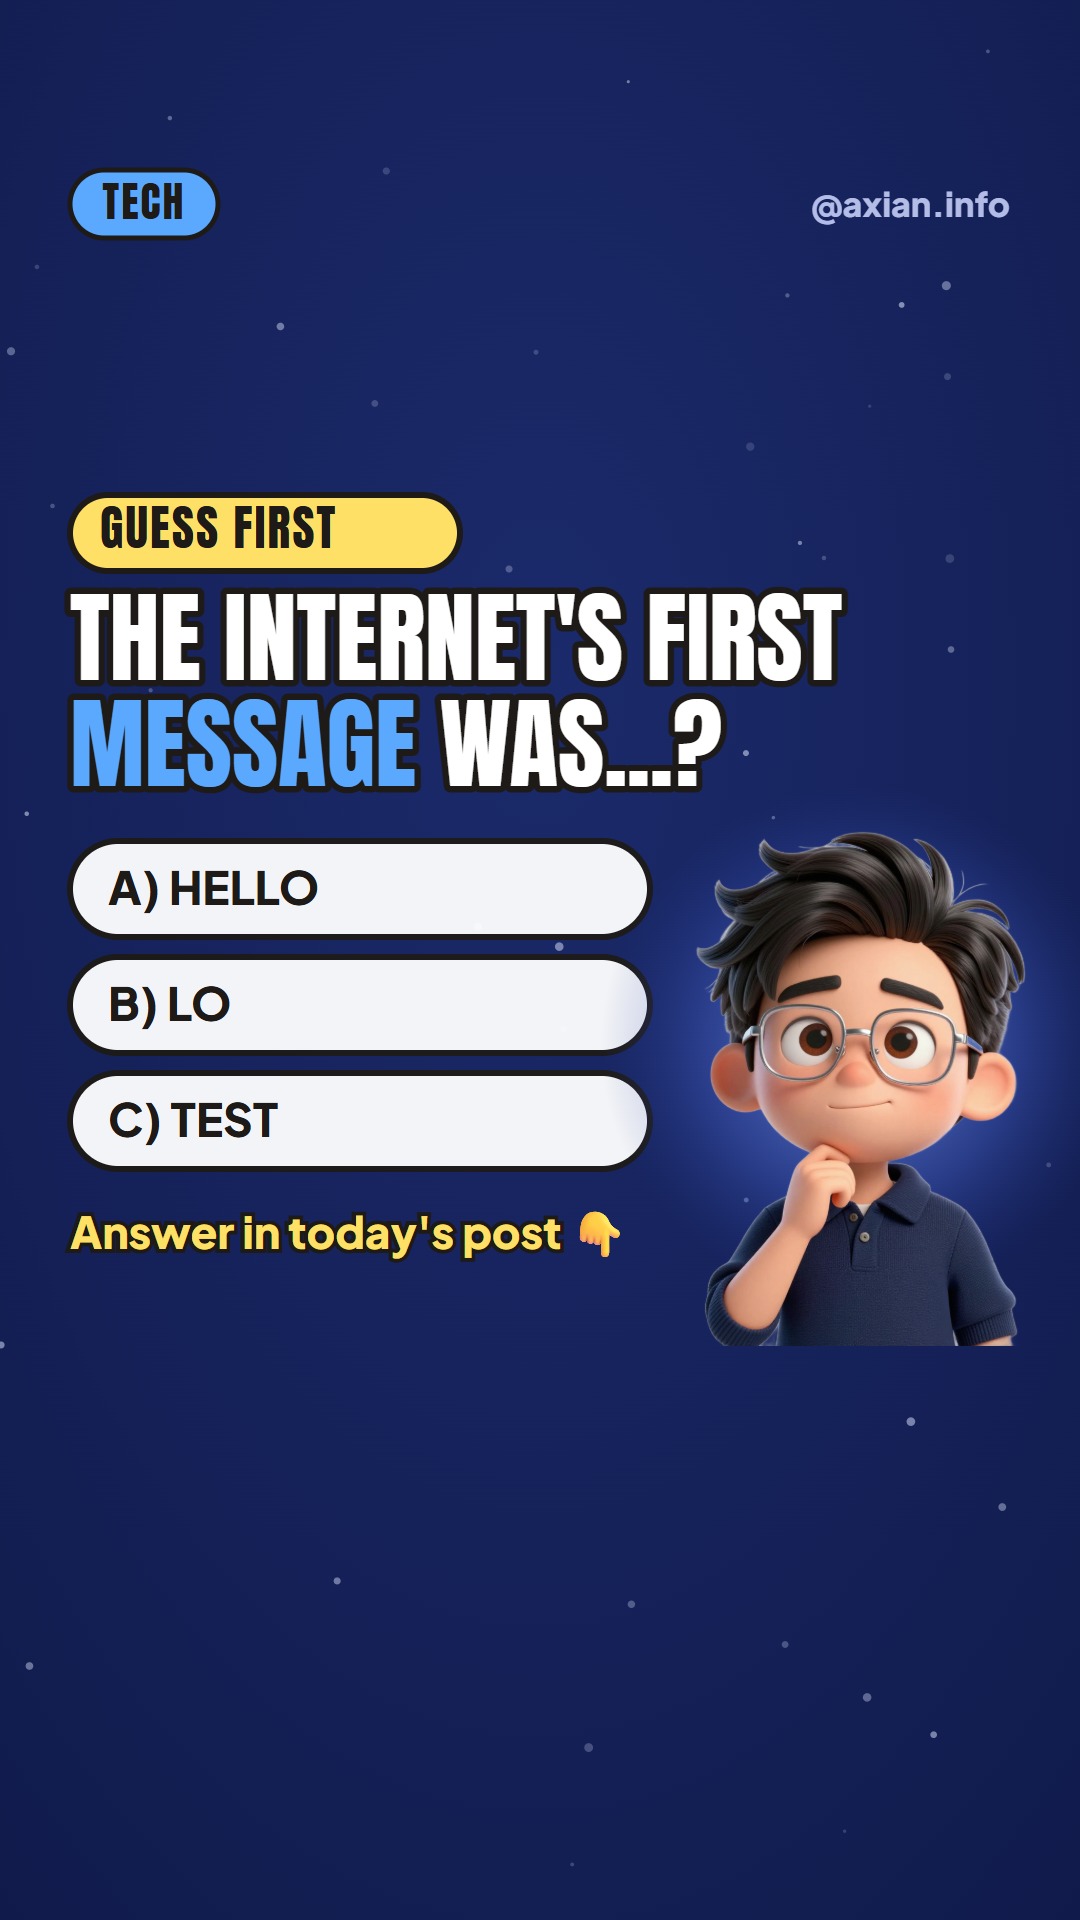 TECH
@axian.info
GUESS FIRST
THE INTERNET'S FIRST
MESSAGE WAS...?
A) HELLO
B) LO
C) TEST
Answer in today's post 👇